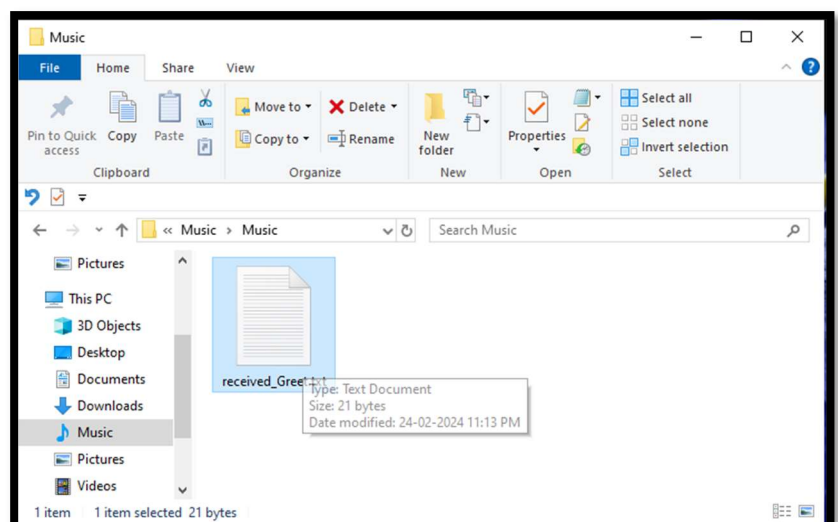 Music
File Home Share View
Pin to Quick access
Copy
Paste
Clipboard
Move to
Copy to
Delete
Rename
Organize
New folder
New
Properties
Open
Select all
Select none
Invert selection
Select
« Music > Music
Search Music
Pictures
This PC
3D Objects
Desktop
Documents
Downloads
Music
Pictures
Videos
received_Greet.txt
Type: Text Document
Size: 21 bytes
Date modified: 24-02-2024 11:13 PM
1 item 1 item selected 21 bytes